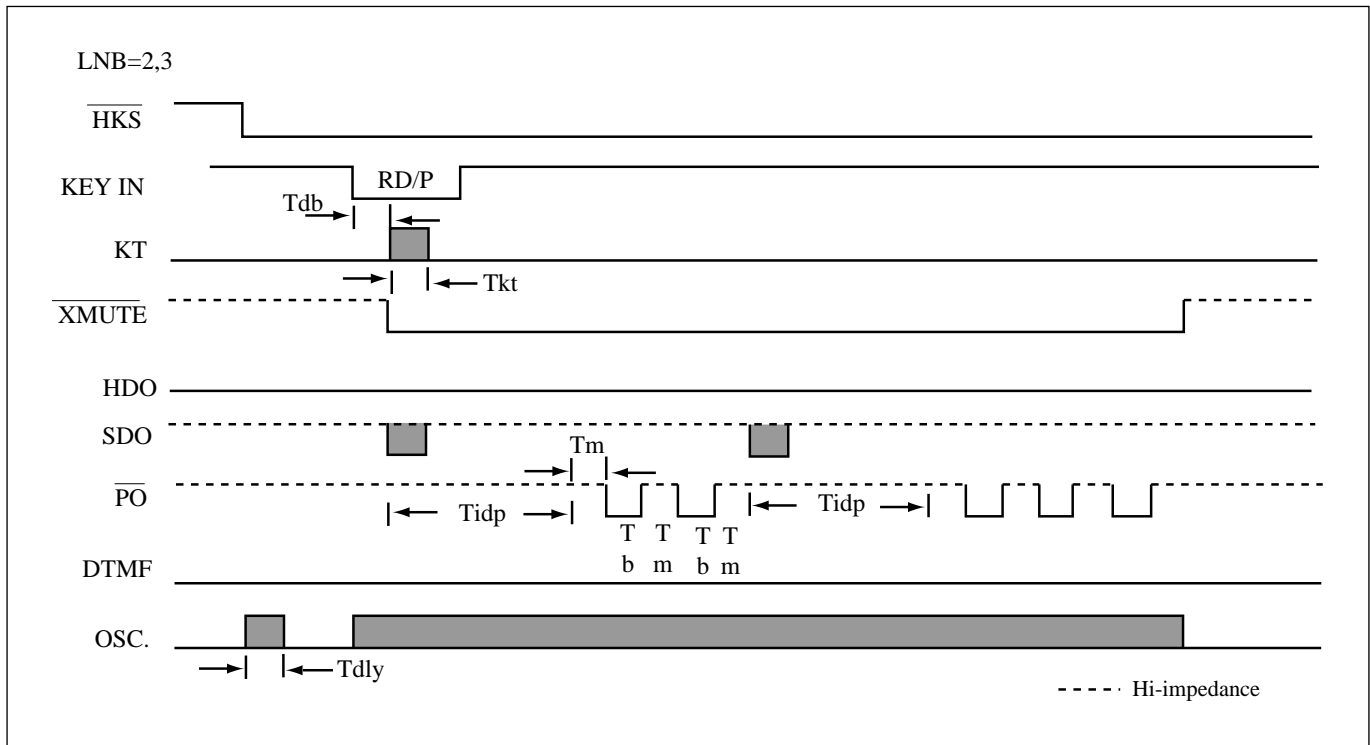 LNB=2,3
HKS
KEY IN
RD/P
Tdb
KT
Tkt
XMUTE
HDO
SDO
Tm
PO
Tidp
Tidp
T T T T
b m b m
DTMF
OSC.
Tdly
Hi-impedance